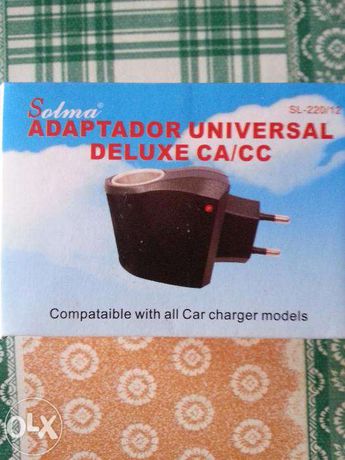 Solma®
SL-220/12
ADAPTADOR UNIVERSAL
DELUXE CA/CC
Compataible with all Car charger models
OLX